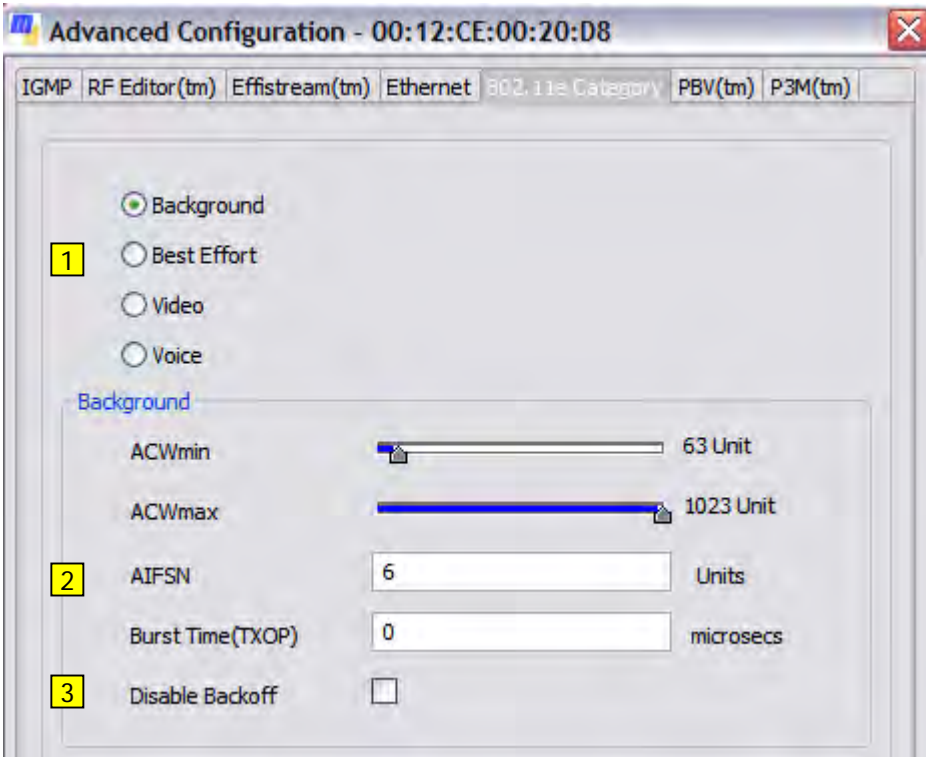 Advanced Configuration - 00:12:CE:00:20:D8
IGMP RF Editor(tm) Effistream(tm) Ethernet 802.11e Category PBV(tm) P3M(tm)
Background
1 Best Effort
Video
Voice
Background
ACWmin 63 Unit
ACWmax 1023 Unit
2 AIFSN 6 Units
Burst Time(TXOP) 0 microsecs
3 Disable Backoff